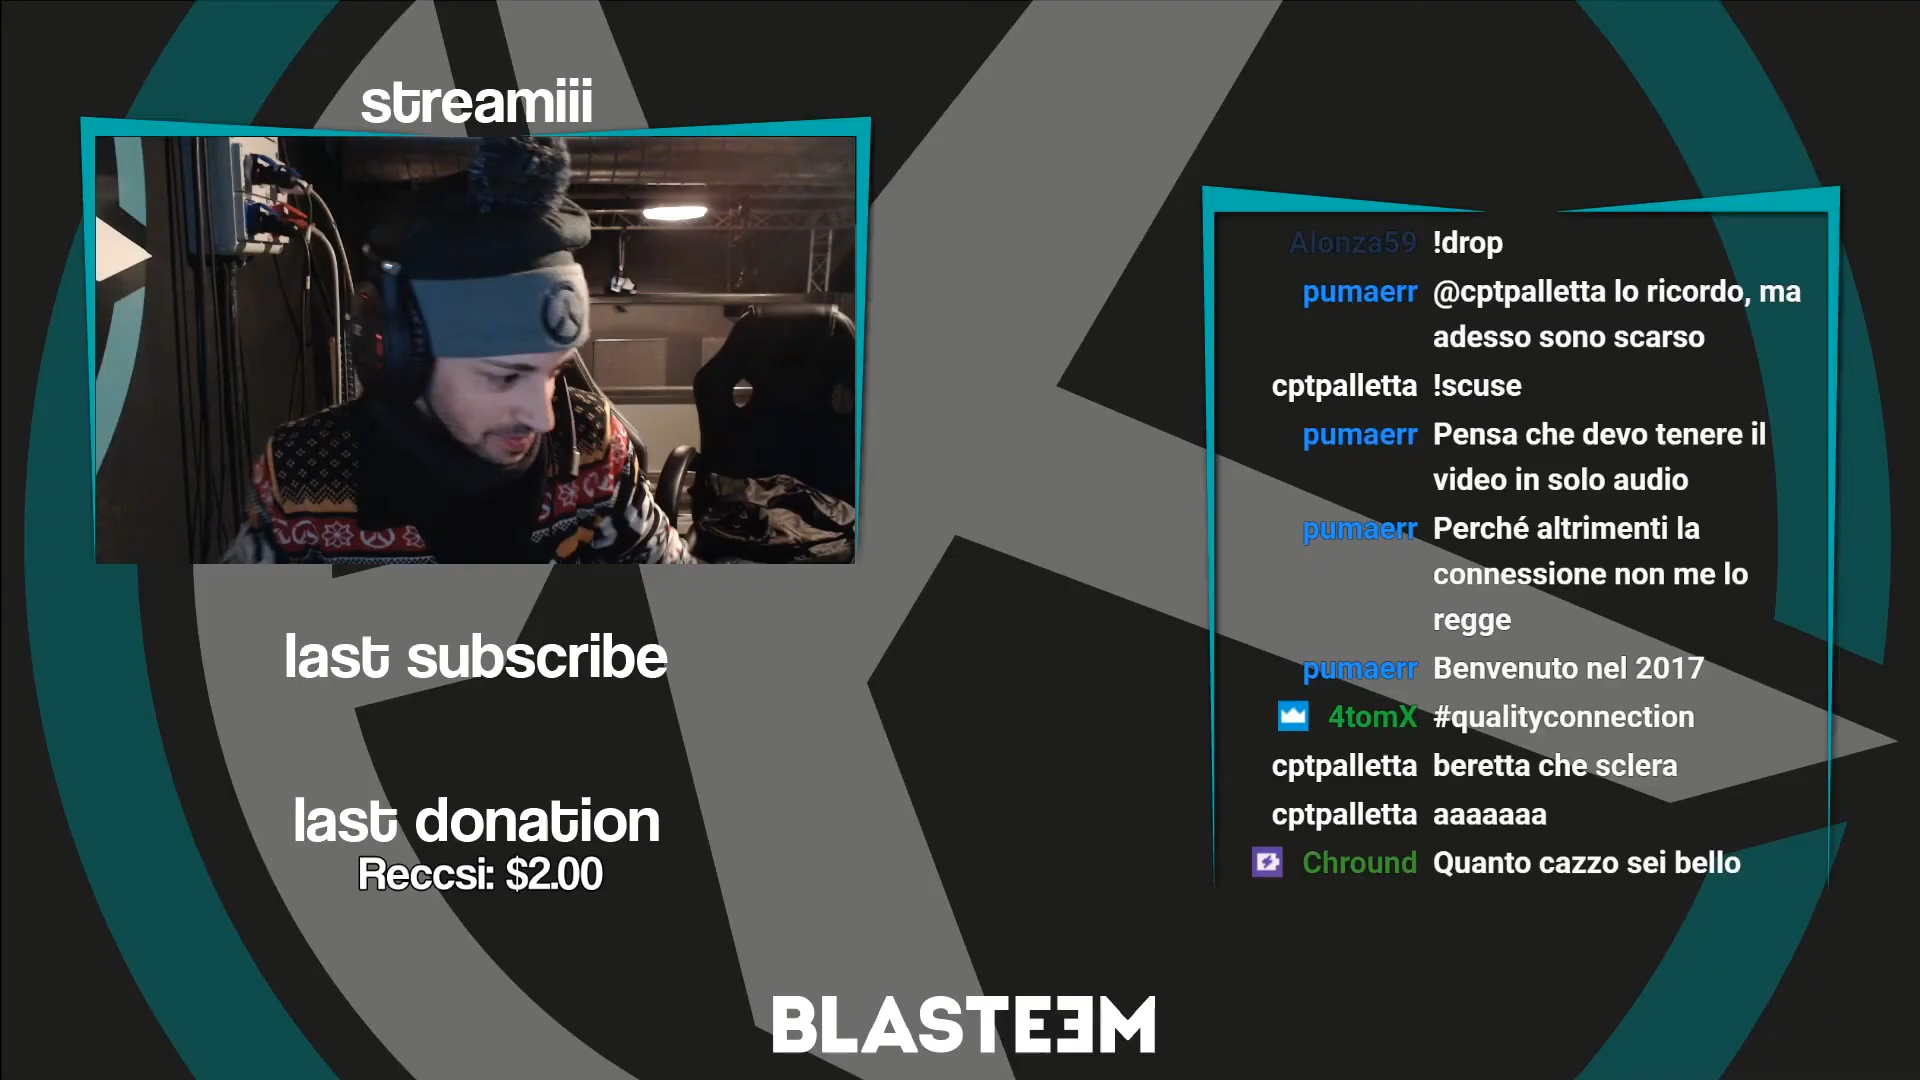 streamiii
last subscribe
last donation
Reccsi: $2.00
Alonza59 !drop
pumaerr @cptpalletta lo ricordo, ma
adesso sono scarso
cptpalletta !scuse
pumaerr Pensa che devo tenere il
video in solo audio
pumaerr Perché altrimenti la
connessione non me lo
regge
pumaerr Benvenuto nel 2017
4tomX #qualityconnection
cptpalletta beretta che sclera
cptpalletta aaaaaaa
Chround Quanto cazzo sei bello
BLASTEEM